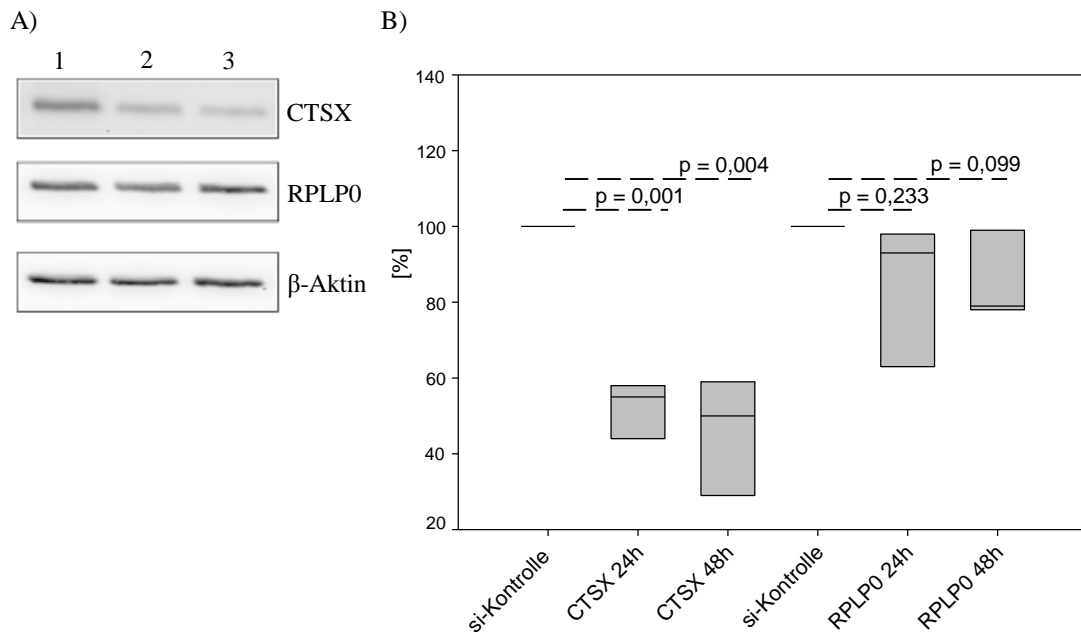 A)
1 2 3
CTSX
RPLP0
β-Aktin
B)
140
120
100
80
60
40
20
[%]
p = 0,004
p = 0,001
p = 0,099
p = 0,233
si-Kontrolle
CTSX 24h
CTSX 48h
si-Kontrolle
RPLP0 24h
RPLP0 48h